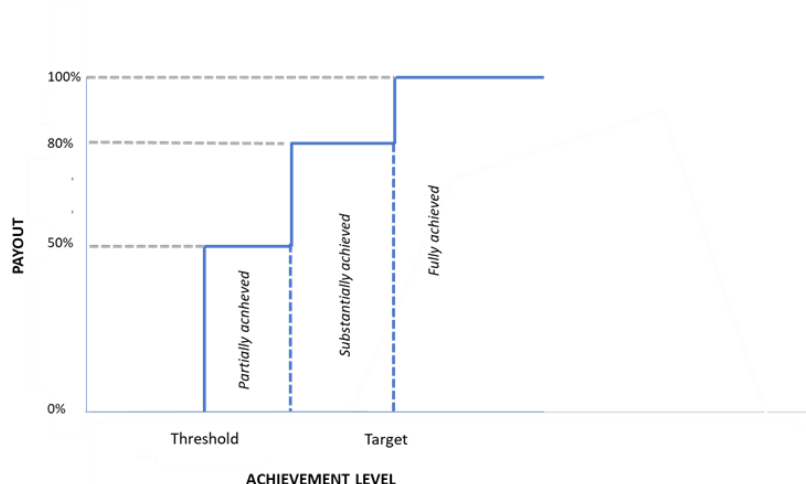 100%
80%
50%
0%
PAYOUT
Partially acnheved
Substantially achieved
Fully achieved
Threshold
Target
ACHIEVEMENT LEVEL